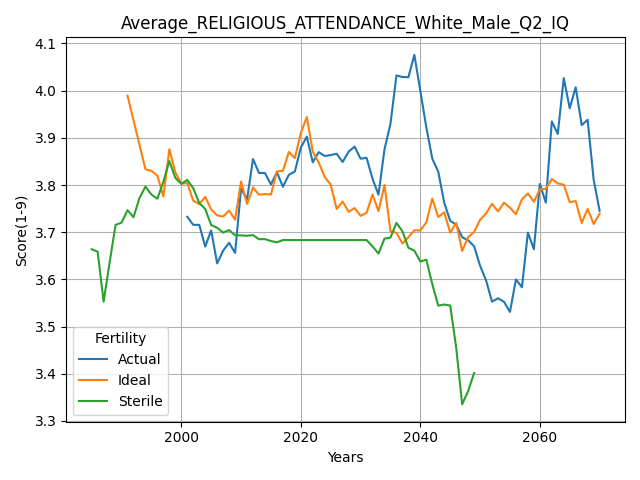 Average_RELIGIOUS_ATTENDANCE_White_Male_Q2_IQ
Score(1-9)
4.1
4.0
3.9
3.8
3.7
3.6
3.5
3.4
3.3
Fertility
Actual
Ideal
Sterile
2000 2020 2040 2060
Years